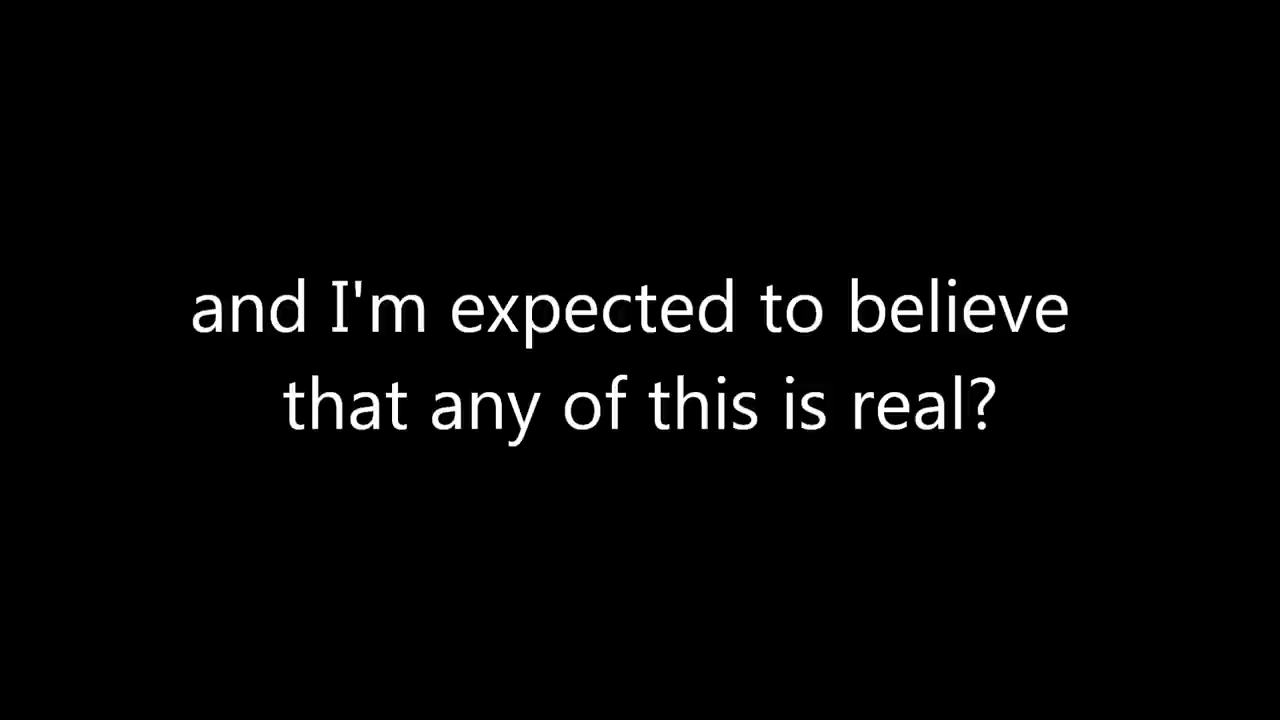 and I'm expected to believe
that any of this is real?